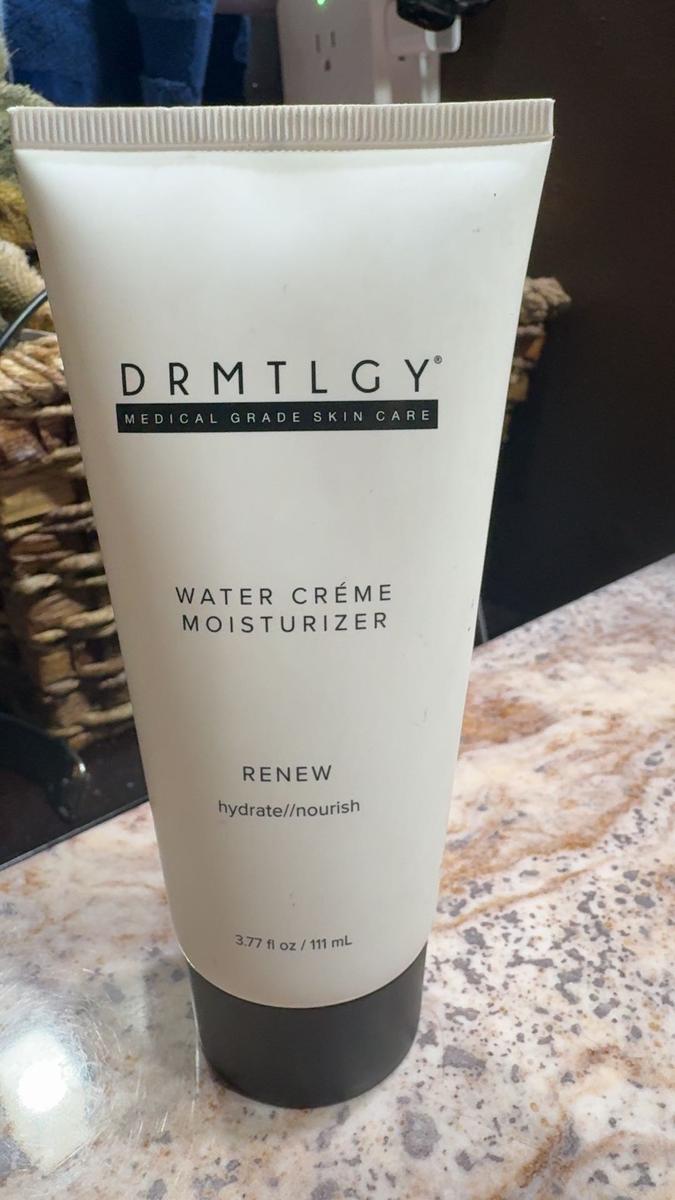 DRMTLGY®
MEDICAL GRADE SKIN CARE
WATER CRÉME
MOISTURIZER
RENEW
hydrate//nourish
3.77 fl oz / 111 mL